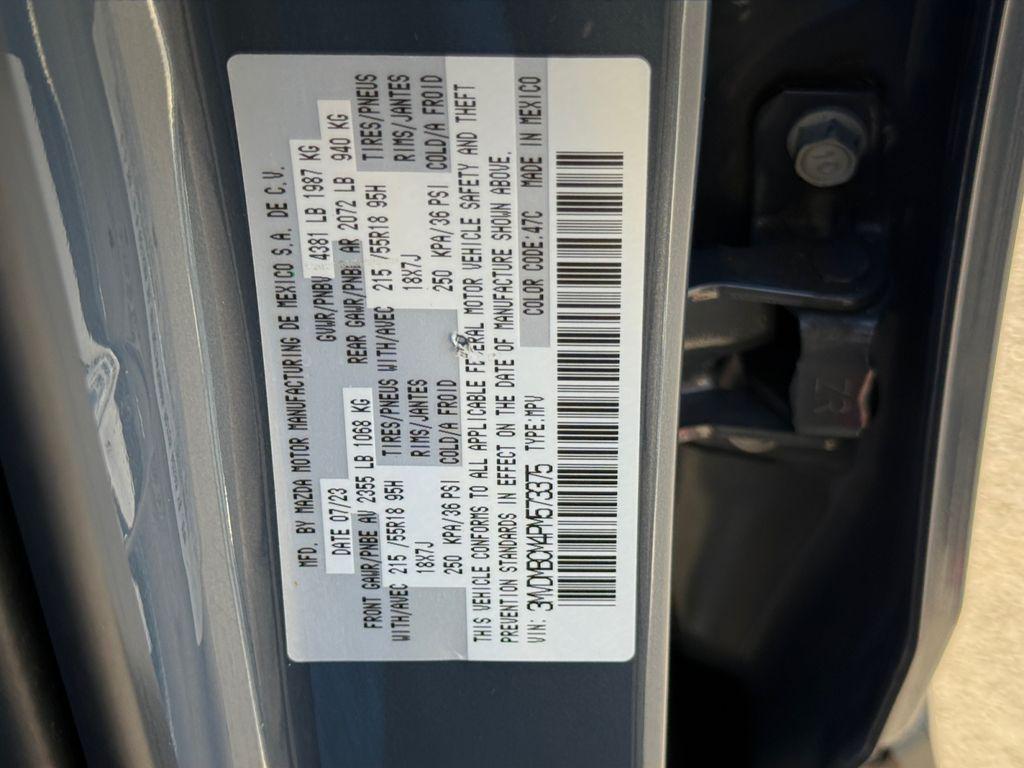 MFD. BY MAZDA MOTOR MANUFACTURING DE MEXICO S.A. DE C.V.
DATE 07/23 GVWR/PNBV 4381 LB 1987 KG
FRONT GAWR/PNBE AV 2355 LB 1068 KG REAR GAWR/PNBE AR 2072 LB 940 KG
WITH/AVEC 215 /55R18 95H TIRES/PNEUS WITH/AVEC 215 /55R18 95H TIRES/PNEUS
18X7J RIMS/JANTES 18X7J RIMS/JANTES
250 KPA/36 PSI COLD/A FROID 250 KPA/36 PSI COLD/A FROID
THIS VEHICLE CONFORMS TO ALL APPLICABLE FEDERAL MOTOR VEHICLE SAFETY AND THEFT
PREVENTION STANDARDS IN EFFECT ON THE DATE OF MANUFACTURE SHOWN ABOVE.
VIN: 3MVDMBCM4PM573375 TYPE:MPV COLOR CODE:47C MADE IN MEXICO
10
ZR